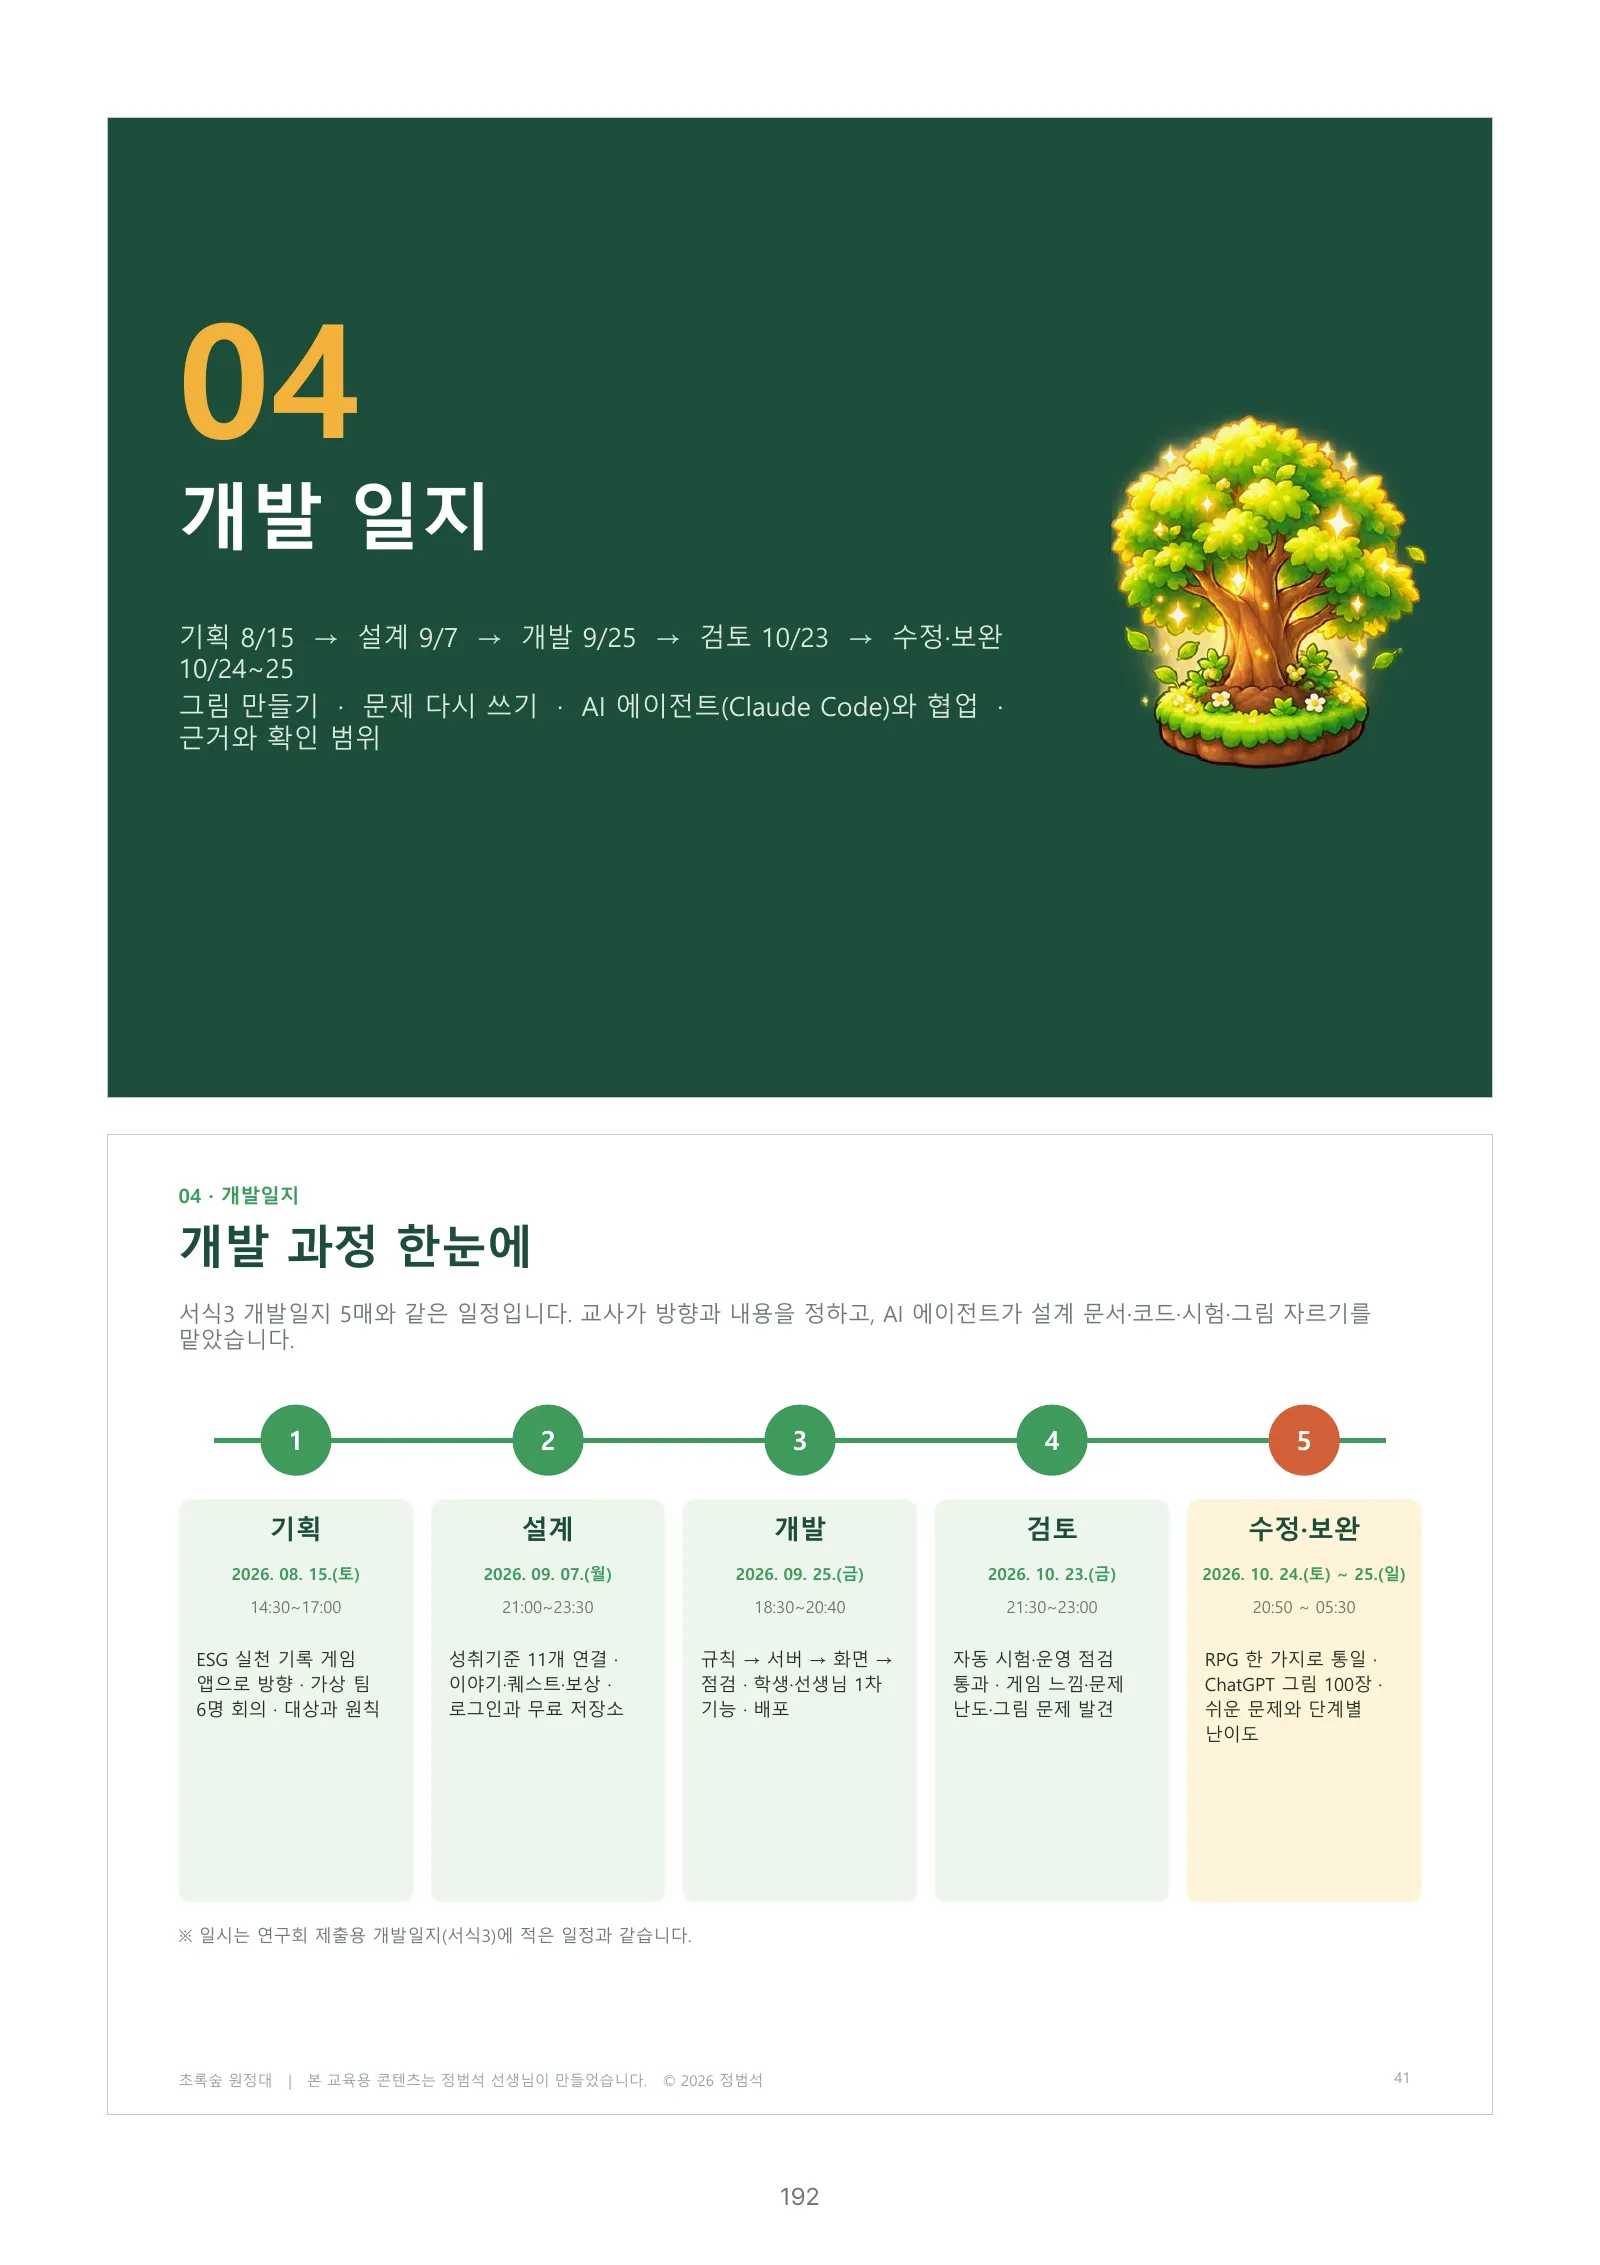 04
개발 일지
기획 8/15 → 설계 9/7 → 개발 9/25 → 검토 10/23 → 수정·보완
10/24~25
그림 만들기 · 문제 다시 쓰기 · AI 에이전트(Claude Code)와 협업 ·
근거와 확인 범위
04 · 개발일지
개발 과정 한눈에
서식3 개발일지 5매와 같은 일정입니다. 교사가 방향과 내용을 정하고, AI 에이전트가 설계 문서·코드·시험·그림 자르기를
맡았습니다.
1
기획
2026. 08. 15.(토)
14:30~17:00
ESG 실천 기록 게임
앱으로 방향 · 가상 팀
6명 회의 · 대상과 원칙
2
설계
2026. 09. 07.(월)
21:00~23:30
성취기준 11개 연결 ·
이야기·퀘스트·보상 ·
로그인과 무료 저장소
3
개발
2026. 09. 25.(금)
18:30~20:40
규칙 → 서버 → 화면 →
점검 · 학생·선생님 1차
기능 · 배포
4
검토
2026. 10. 23.(금)
21:30~23:00
자동 시험·운영 점검
통과 · 게임 느낌·문제
난도·그림 문제 발견
5
수정·보완
2026. 10. 24.(토) ~ 25.(일)
20:50 ~ 05:30
RPG 한 가지로 통일 ·
ChatGPT 그림 100장 ·
쉬운 문제와 단계별
난이도
※ 일시는 연구회 제출용 개발일지(서식3)에 적은 일정과 같습니다.
초록숲 원정대 | 본 교육용 콘텐츠는 정범석 선생님이 만들었습니다. © 2026 정범석
41
192